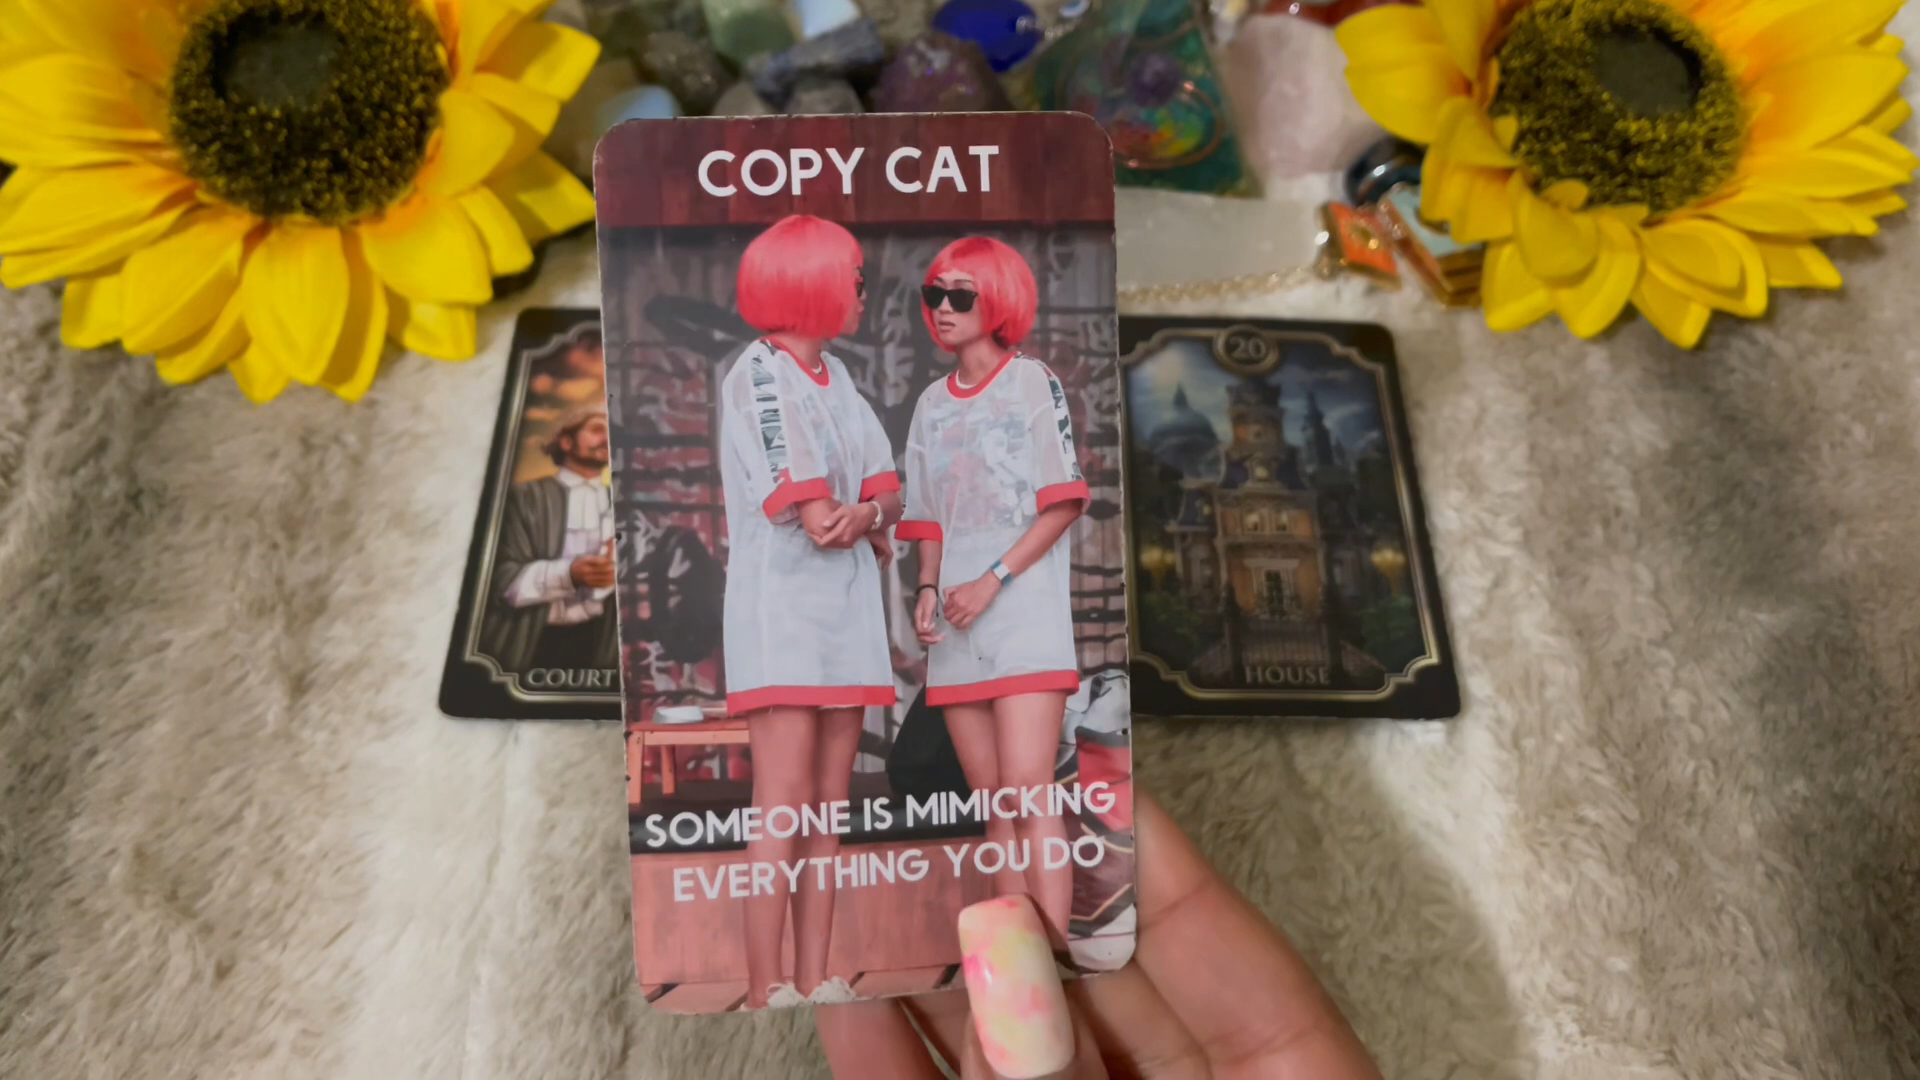 COPY CAT
20
COURT
HOUSE
SOMEONE IS MIMICKING
EVERYTHING YOU DO